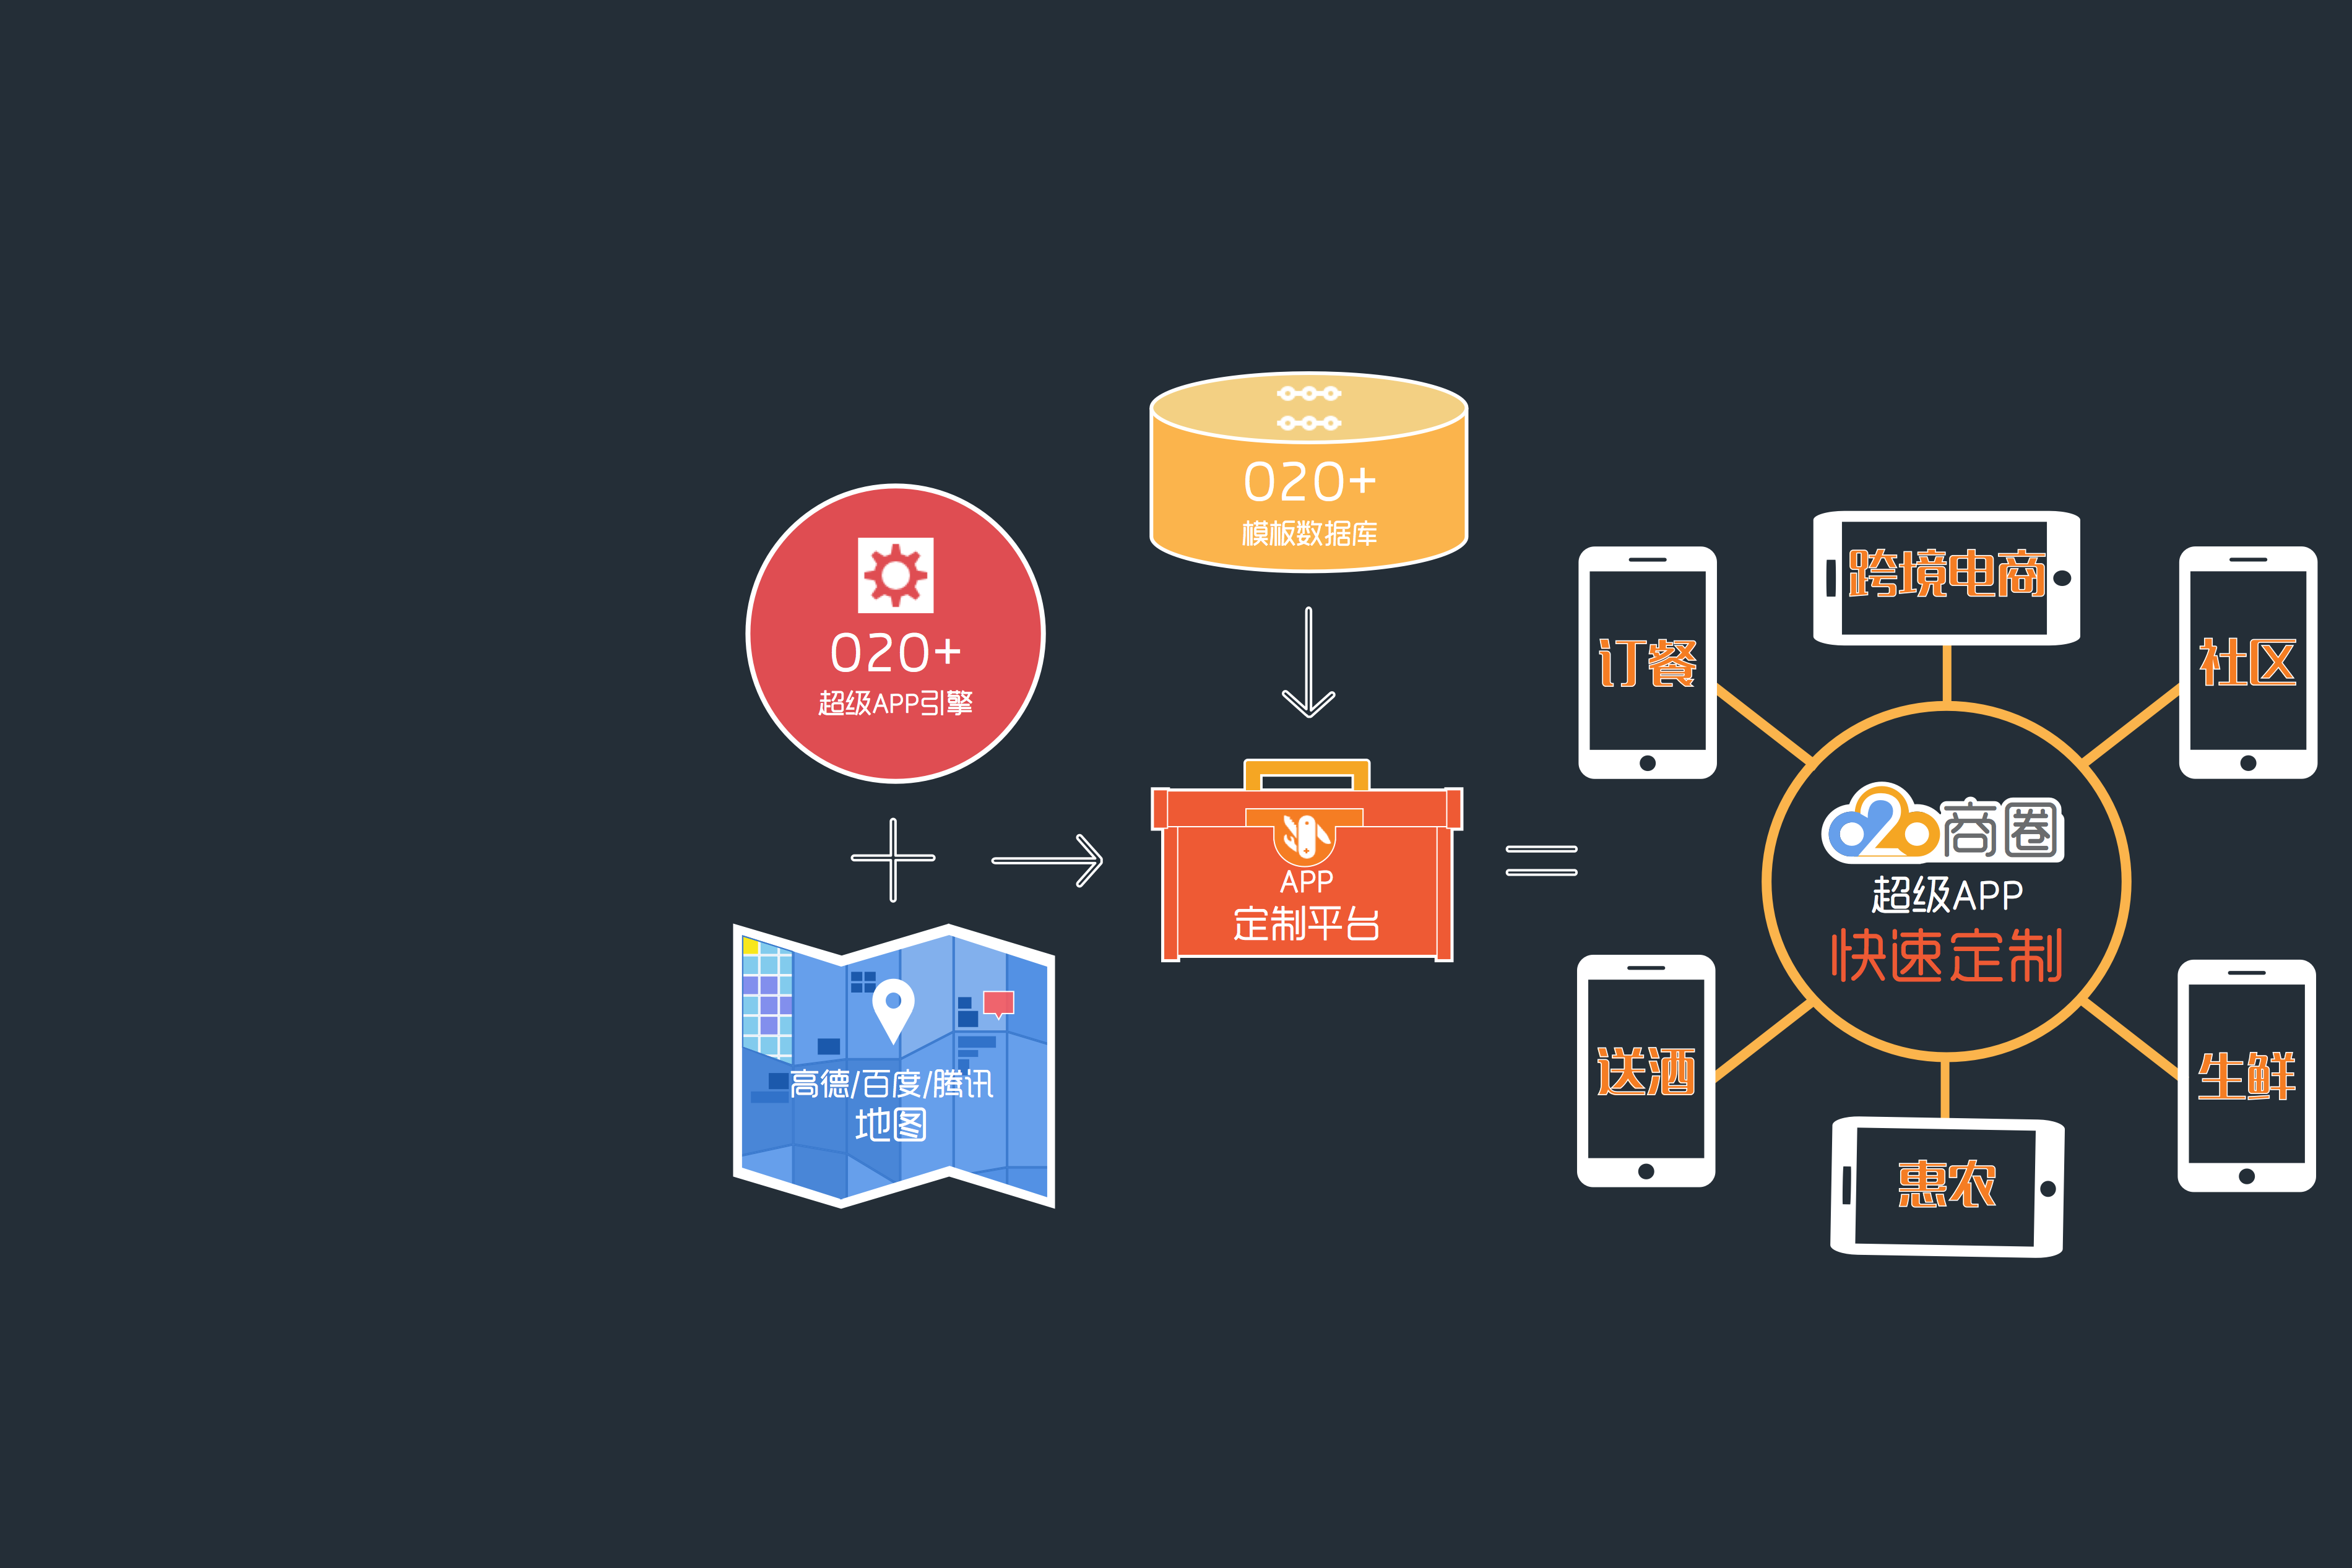 O2O+
模板数据库
O2O+
超级APP引擎
APP
定制平台
高德/百度/腾讯
地图
跨境电商
订餐
社区
O2O商圈
超级APP
快速定制
送酒
生鲜
惠农